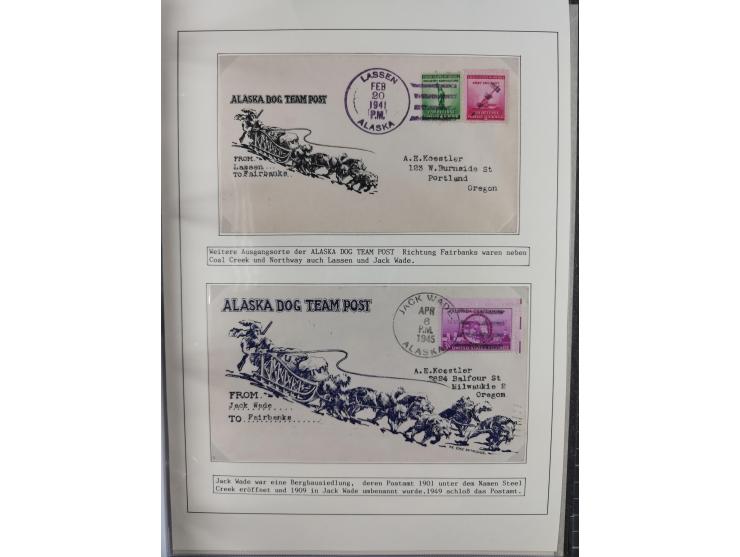 LASSEN
FEB
20
1941
P.M.
ALASKA
ALASKA DOG TEAM POST
FROM
Lassen...
TO Fairbanks..
A.E.Koestler
123 W.Burnside St
Portland
Oregon
Weitere Ausgangsorte der ALASKA DOG TEAM POST Richtung Fairbanks waren neben
Coal Creek und Northway auch Lassen und Jack Wade.
ALASKA DOG TEAM POST
JACK WADE
APR
6
P.M.
1945
ALASKA
A.E.Koestler
Balfour St
Milwaukie 2
Oregon
FROM.
Jack Wade.....
TO Fairbanks.....
Jack Wade war eine Bergbausiedlung, deren Postamt 1901 unter dem Namen Steel
Creek eröffnet und 1909 in Jack Wade umbenannt wurde.1949 schloß das Postamt.